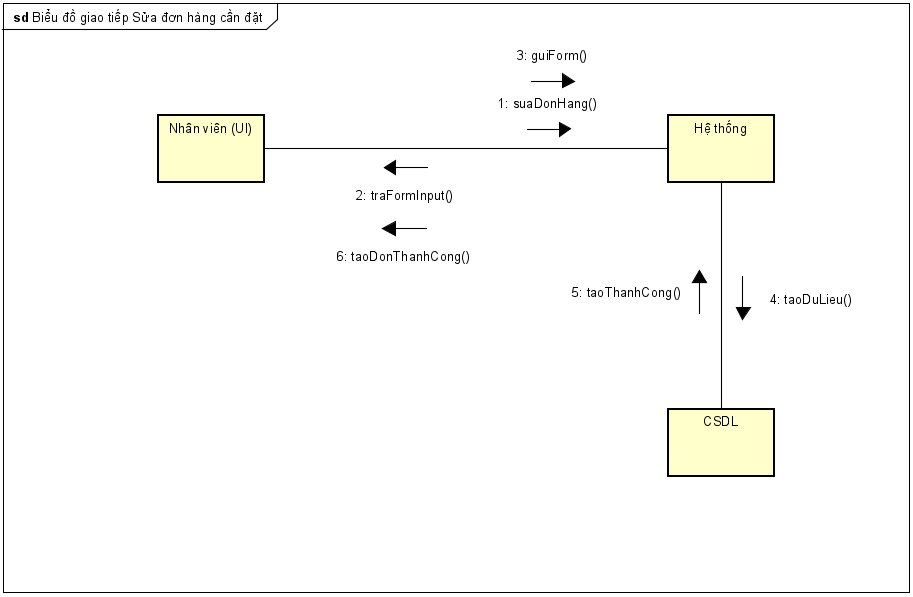 sd Biểu đồ giao tiếp Sửa đơn hàng cần đặt
3: guiForm()
1: suaDonHang()
Nhân viên (UI)
Hệ thống
2: traFormInput()
6: taoDonThanhCong()
5: taoThanhCong()
4: taoDuLieu()
CSDL